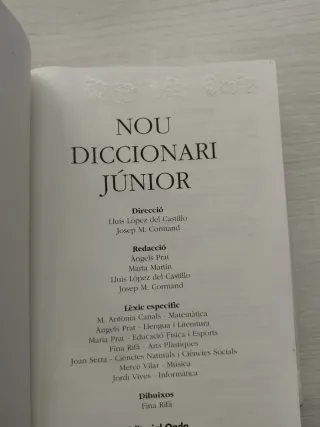 NOU
DICCIONARI
JÚNIOR
Direcció
Lluís López del Castillo
Josep M. Cormand
Redacció
Àngels Prat
Marta Martín
Lluís López del Castillo
Josep M. Cormand
Lèxic específic
M. Antònia Canals - Matemàtica
Àngels Prat - Llengua i Literatura
Maria Prat - Educació Física i Esports
Fina Rifà - Arts Plàstiques
Joan Serra - Ciències Naturals i Ciències Socials
Mercè Vilar - Música
Jordi Vives - Informàtica
Dibuixos
Fina Rifà